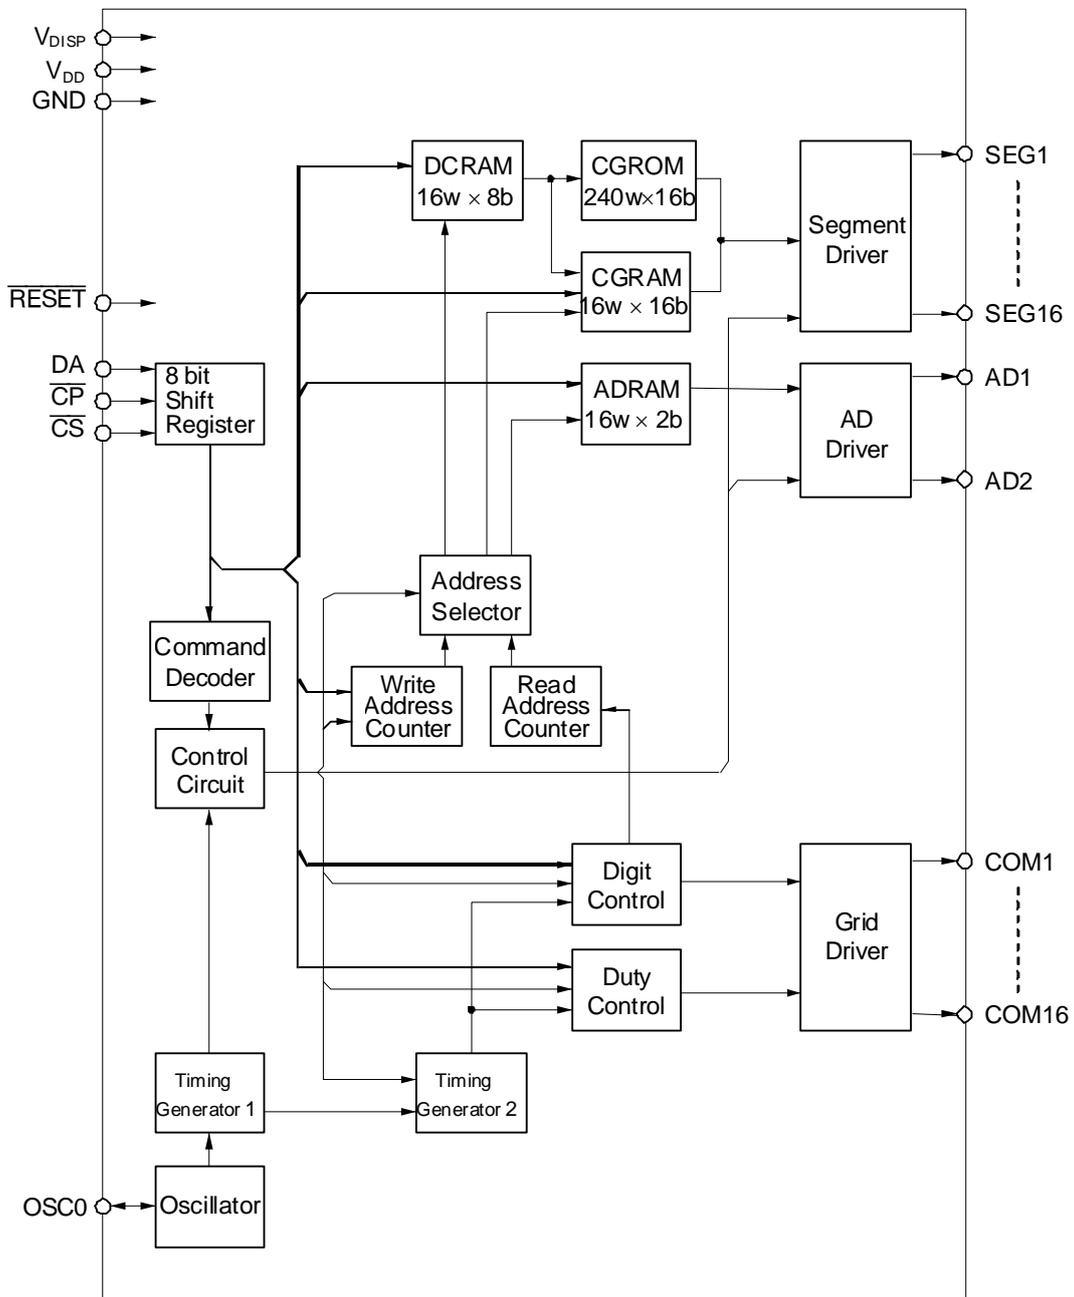 VDISP
VDD
GND
DCRAM
16w × 8b
CGROM
240w×16b
Segment
Driver
SEG1
CGRAM
16w × 16b
RESET
SEG16
DA
CP
CS
8 bit
Shift
Register
ADRAM
16w × 2b
AD
Driver
AD1
AD2
Address
Selector
Command
Decoder
Write
Address
Counter
Read
Address
Counter
Control
Circuit
Digit
Control
Grid
Driver
COM1
Duty
Control
COM16
Timing
Generator 1
Timing
Generator 2
OSC0
Oscillator